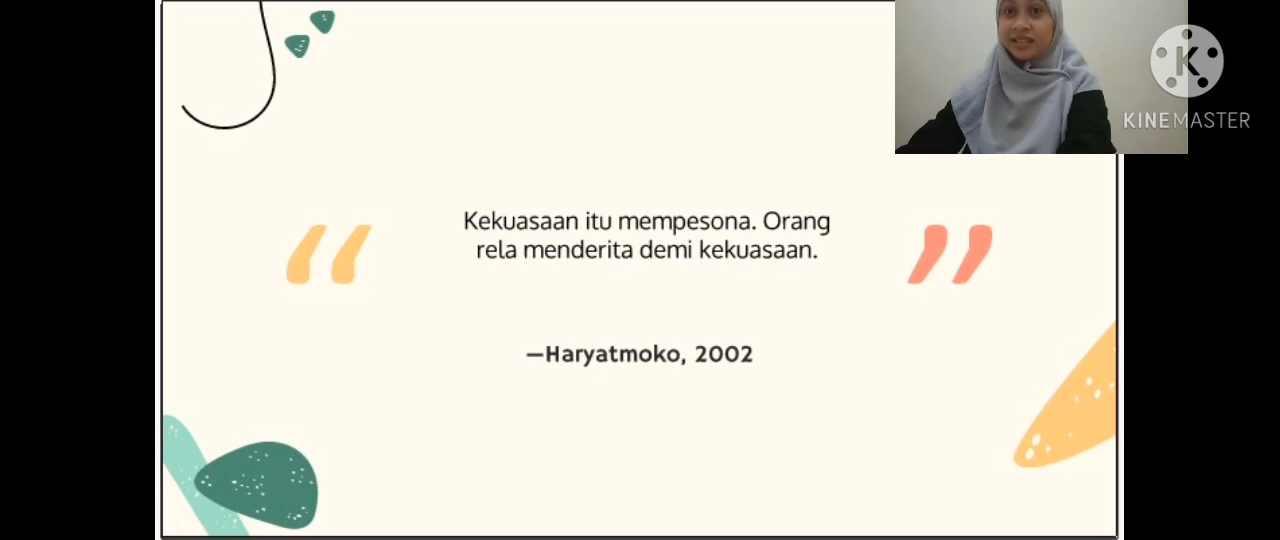 K
KINEMASTER
Kekuasaan itu mempesona. Orang
rela menderita demi kekuasaan.
—Haryatmoko, 2002